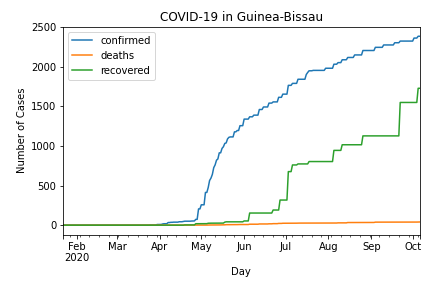 COVID-19 in Guinea-Bissau
confirmed
deaths
recovered
2500
2000
1500
1000
500
0
Number of Cases
Feb Mar Apr May Jun Jul Aug Sep Oct
2020
Day